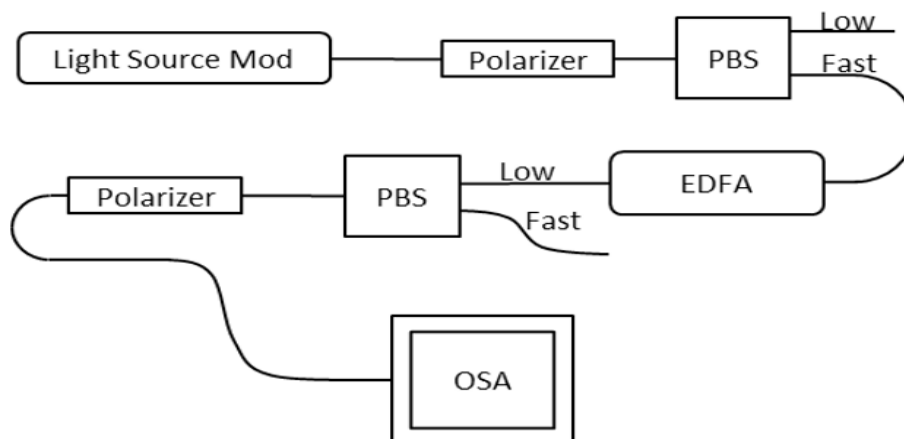 Light Source Mod
Polarizer
PBS
Low
Fast
Polarizer
PBS
Low
Fast
EDFA
OSA